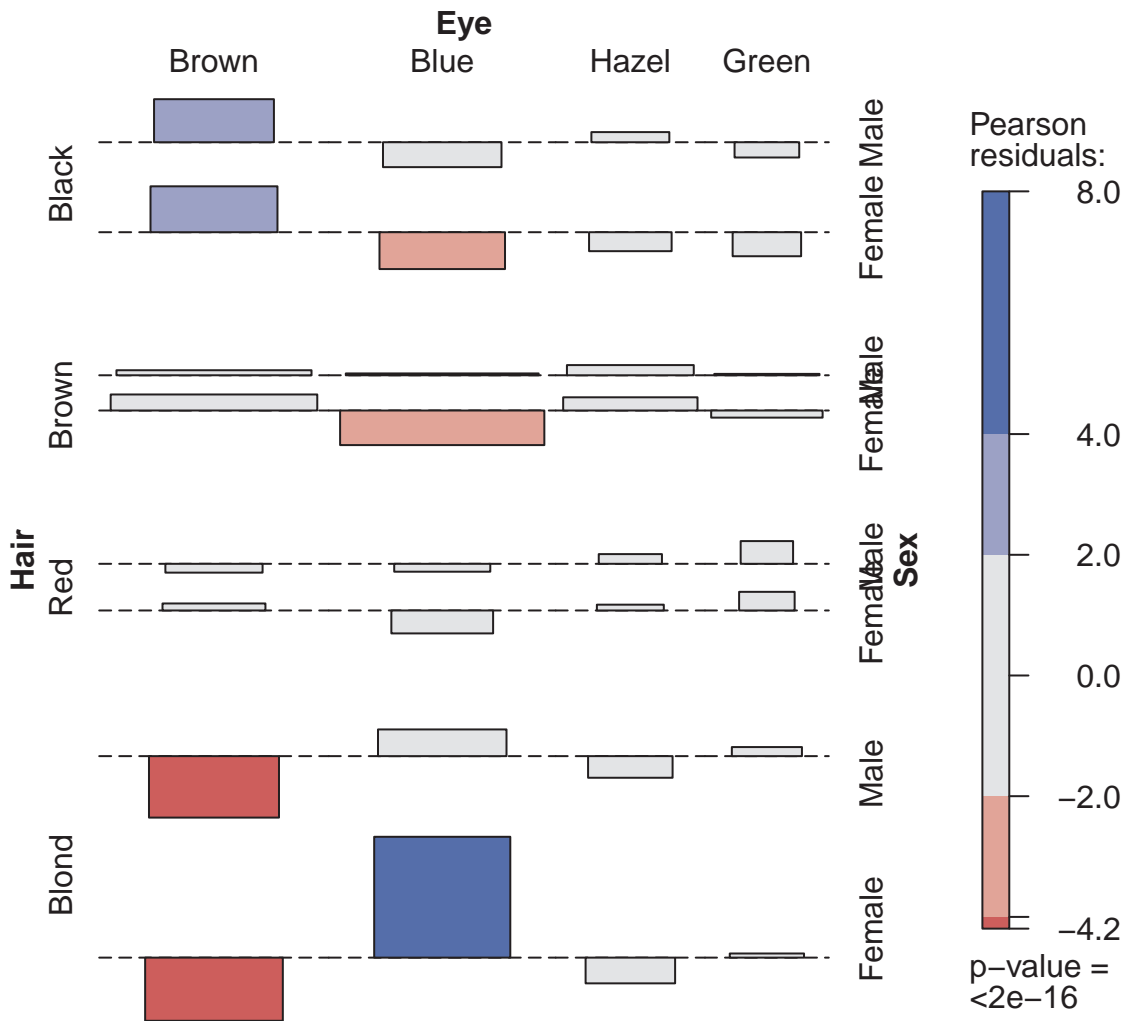 Eye
Brown Blue Hazel Green
Hair
Black
Brown
Red
Blond
Male
Female
Male
Female
Male
Female
Male
Female
Sex
Pearson
residuals:
8.0
4.0
2.0
0.0
−2.0
−4.2
p−value =
<2e−16